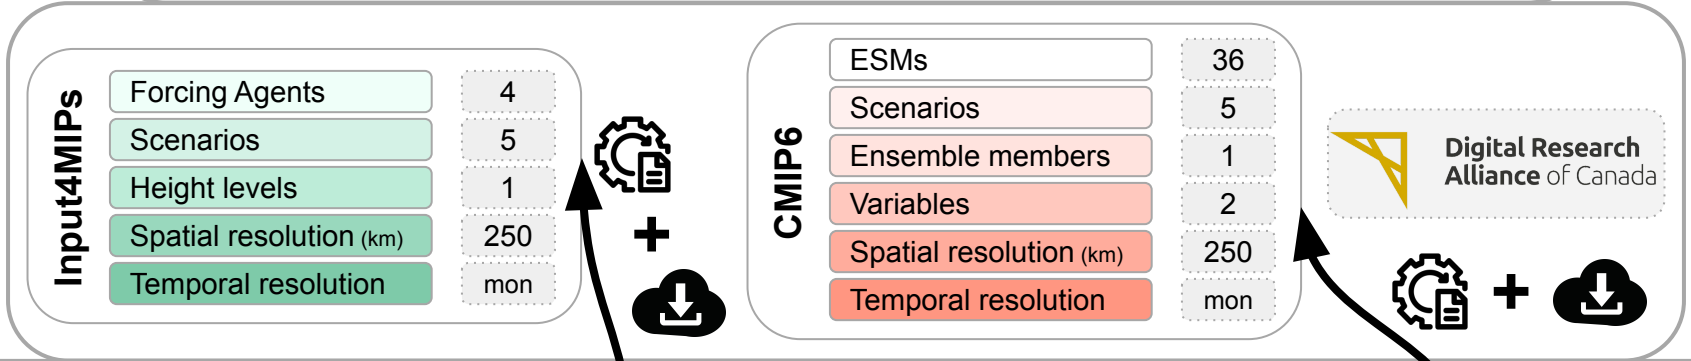 Input4MIPs
Forcing Agents 4
Scenarios 5
Height levels 1
Spatial resolution (km) 250
Temporal resolution mon
+
CMIP6
ESMs 36
Scenarios 5
Ensemble members 1
Variables 2
Spatial resolution (km) 250
Temporal resolution mon
Digital Research
Alliance of Canada
+